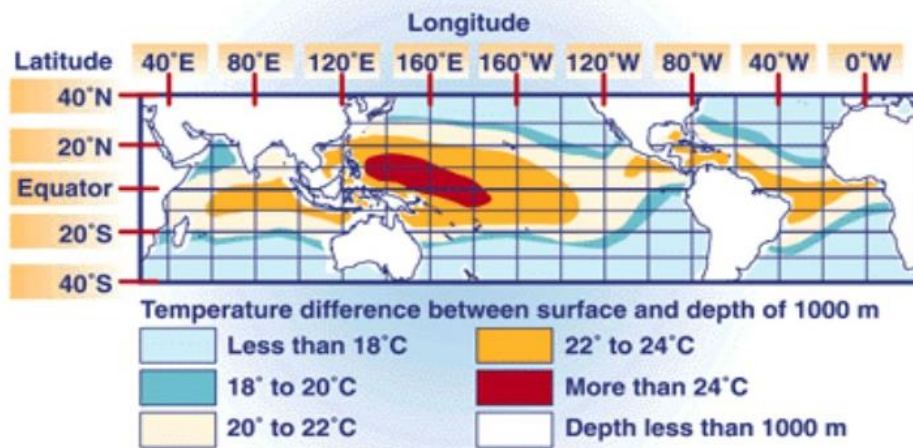 Longitude
Latitude 40°E 80°E 120°E 160°E 160°W 120°W 80°W 40°W 0°W
40°N
20°N
Equator
20°S
40°S
Temperature difference between surface and depth of 1000 m
Less than 18°C 22° to 24°C
18° to 20°C More than 24°C
20° to 22°C Depth less than 1000 m